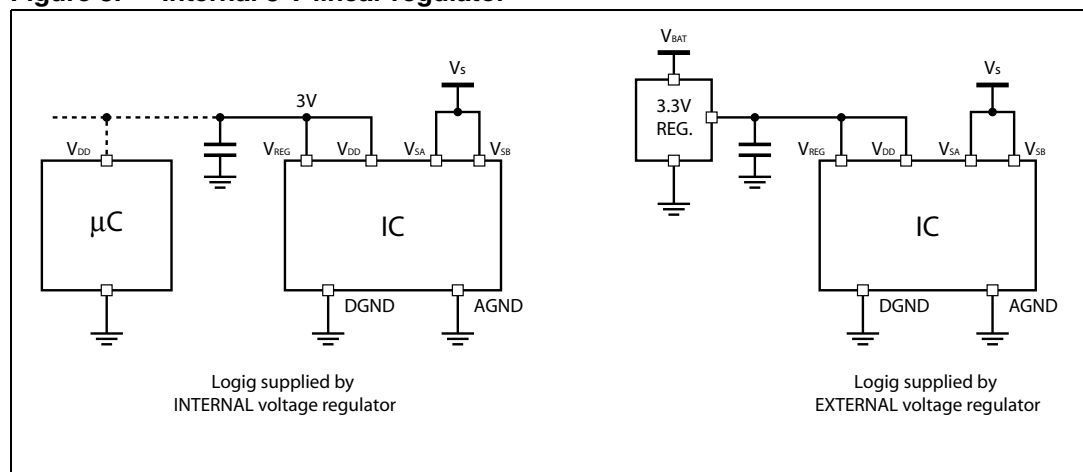 Figure
Internal
V linear regulator
VBAT
Vs
Vs
3V
3.3V
REG.
VDD
VREG
VDD
VSA
VSB
VREG
VDD
VSA
VSB
μC
IC
IC
DGND
AGND
DGND
AGND
Logig supplied by
INTERNAL voltage regulator
Logig supplied by
EXTERNAL voltage regulator